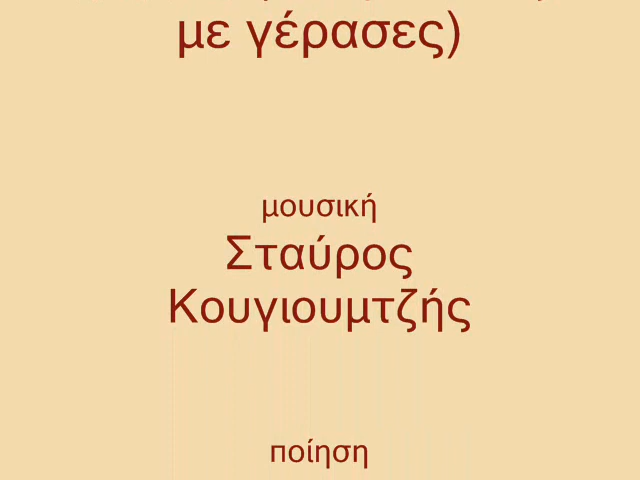 με γέρασες)
μουσική
Σταύρος
Κουγιουμτζής
ποίηση